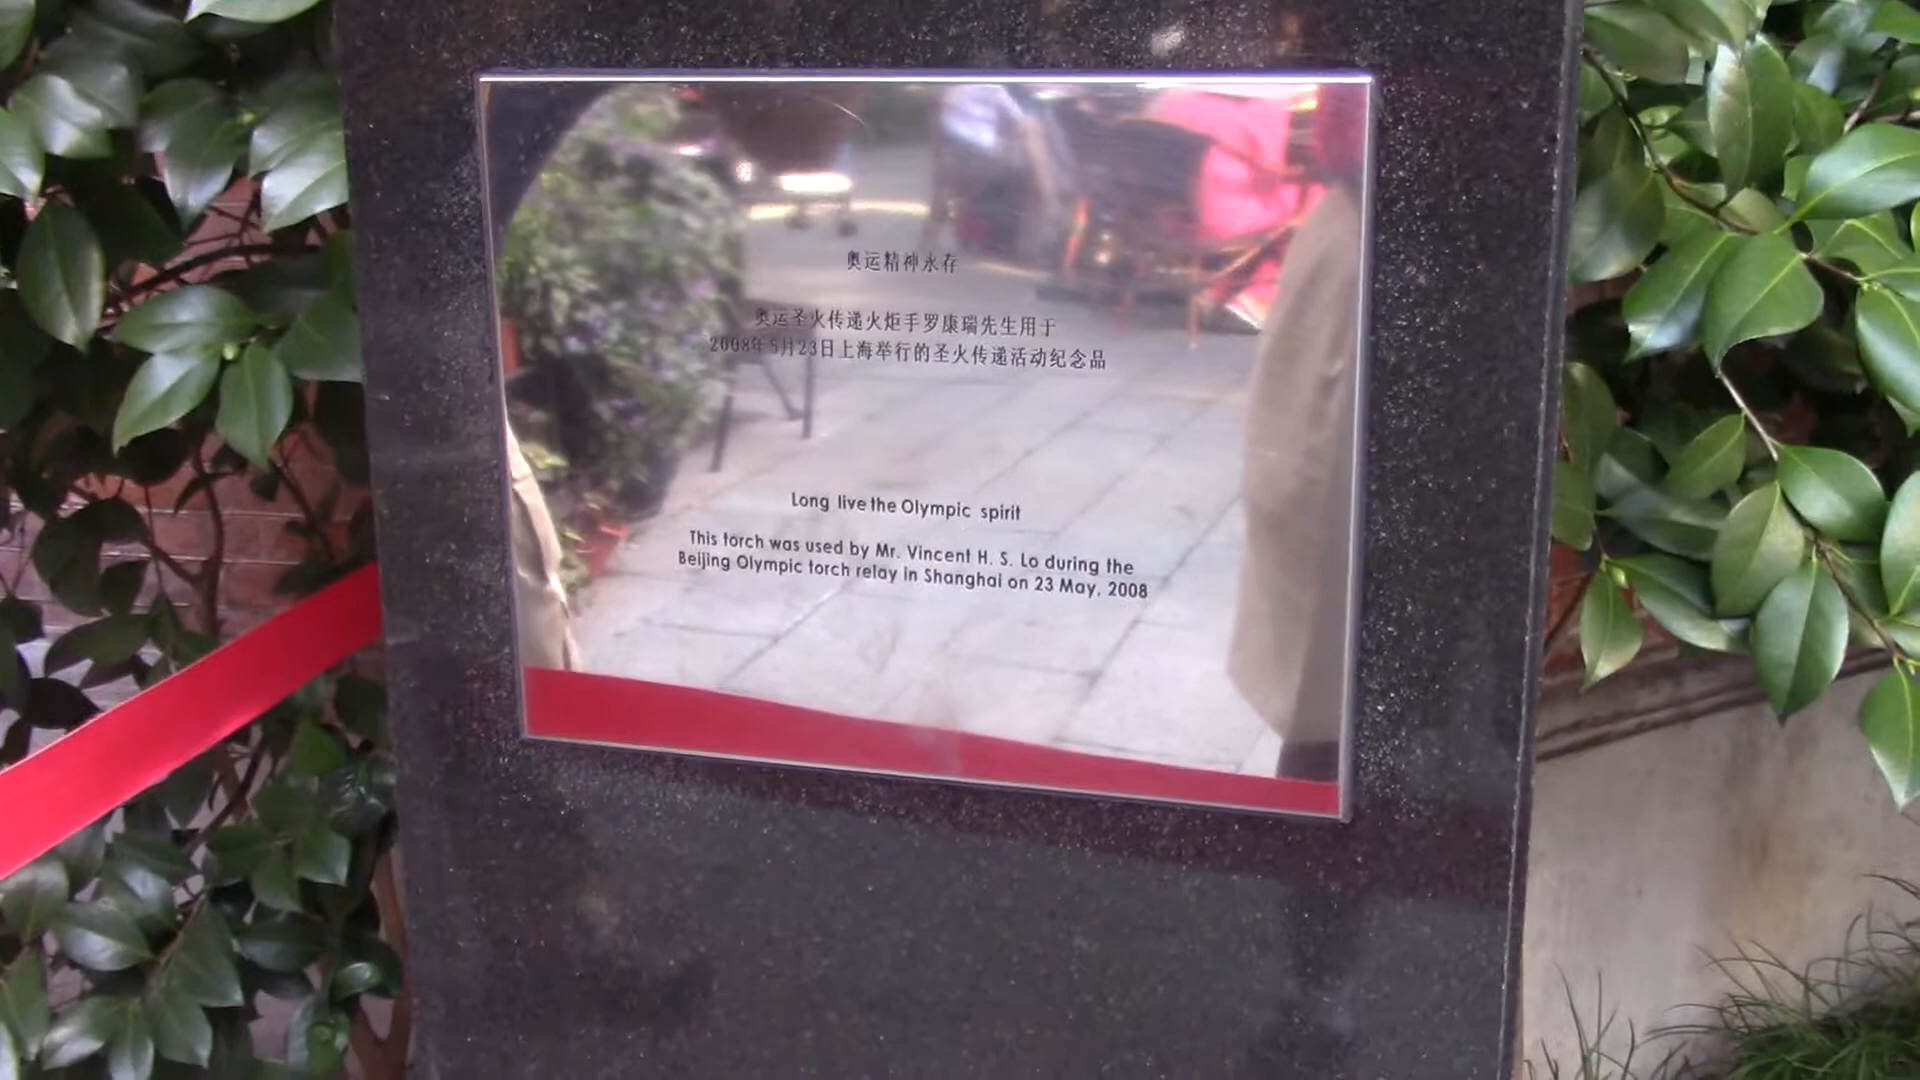 奥运精神永存
奥运圣火传递火炬手罗康瑞先生用于
2008年5月23日上海举行的圣火传递活动纪念品
Long live the Olympic spirit
This torch was used by Mr. Vincent H. S. Lo during the
Beijing Olympic torch relay in Shanghai on 23 May, 2008